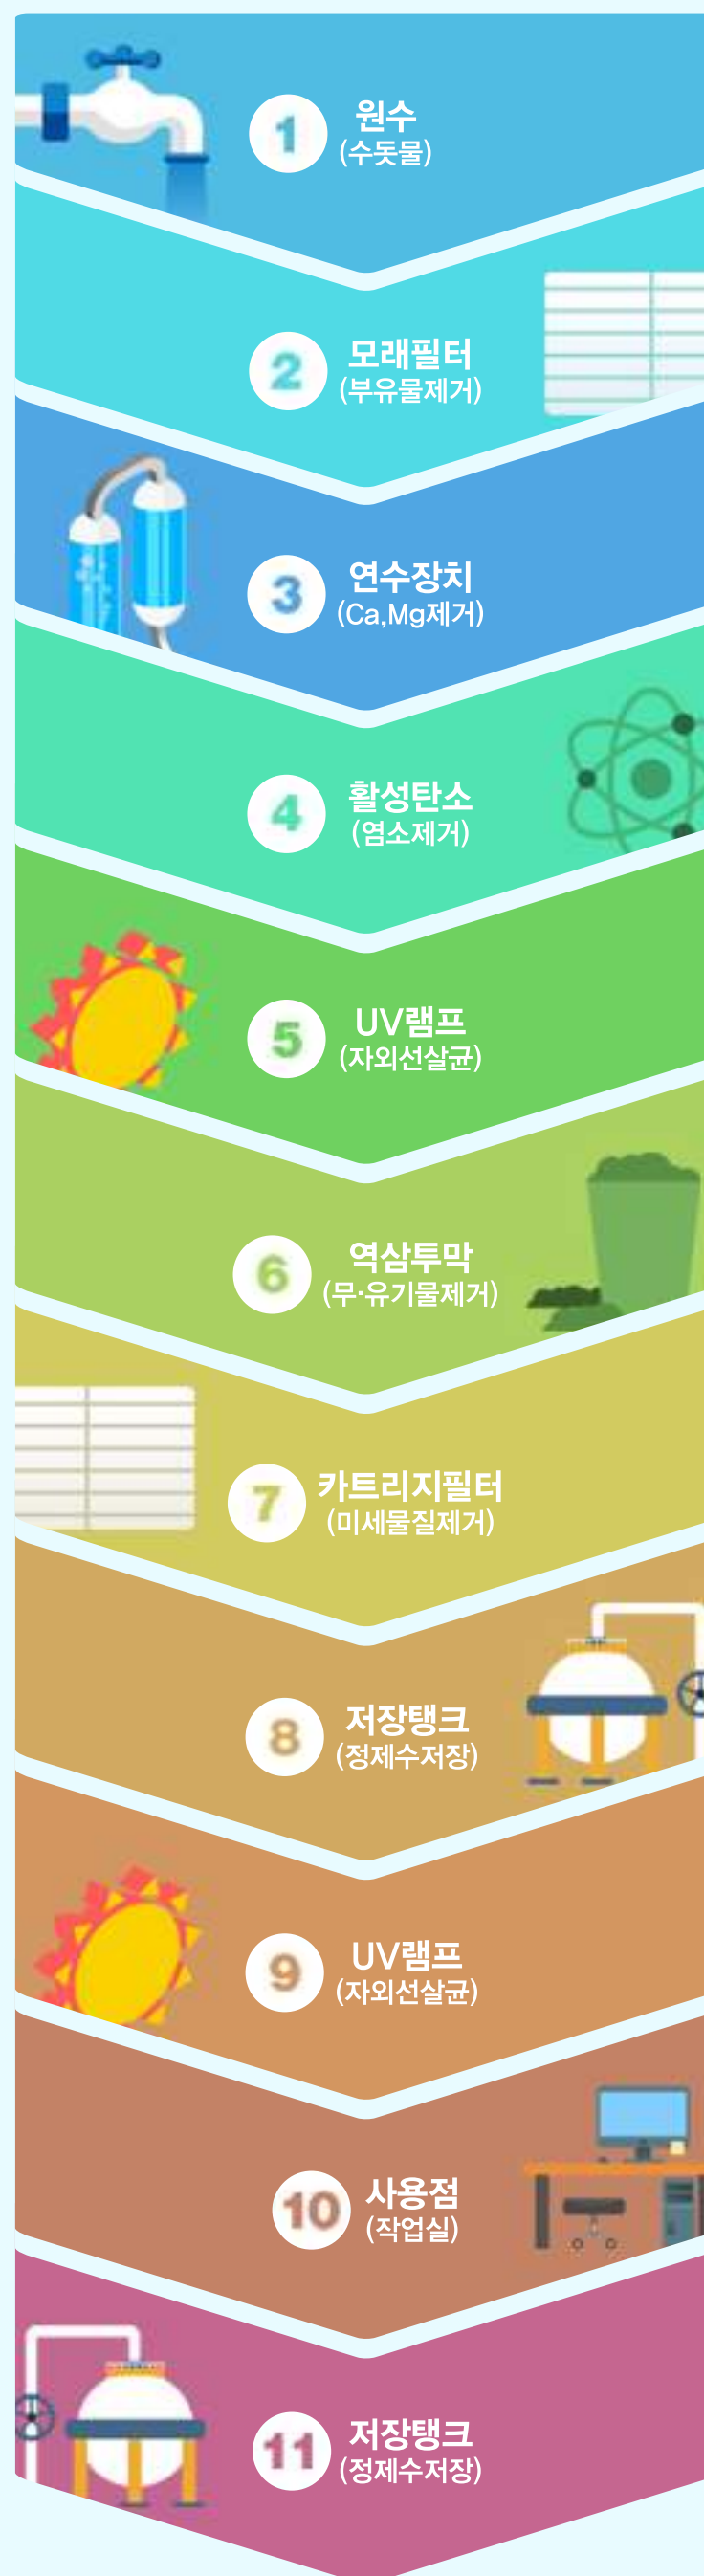 1 원수
(수돗물)
2 모래필터
(부유물제거)
3 연수장치
(Ca,Mg제거)
4 활성탄소
(염소제거)
5 UV램프
(자외선살균)
6 역삼투막
(무·유기물제거)
7 카트리지필터
(미세물질제거)
8 저장탱크
(정제수저장)
9 UV램프
(자외선살균)
10 사용점
(작업실)
11 저장탱크
(정제수저장)